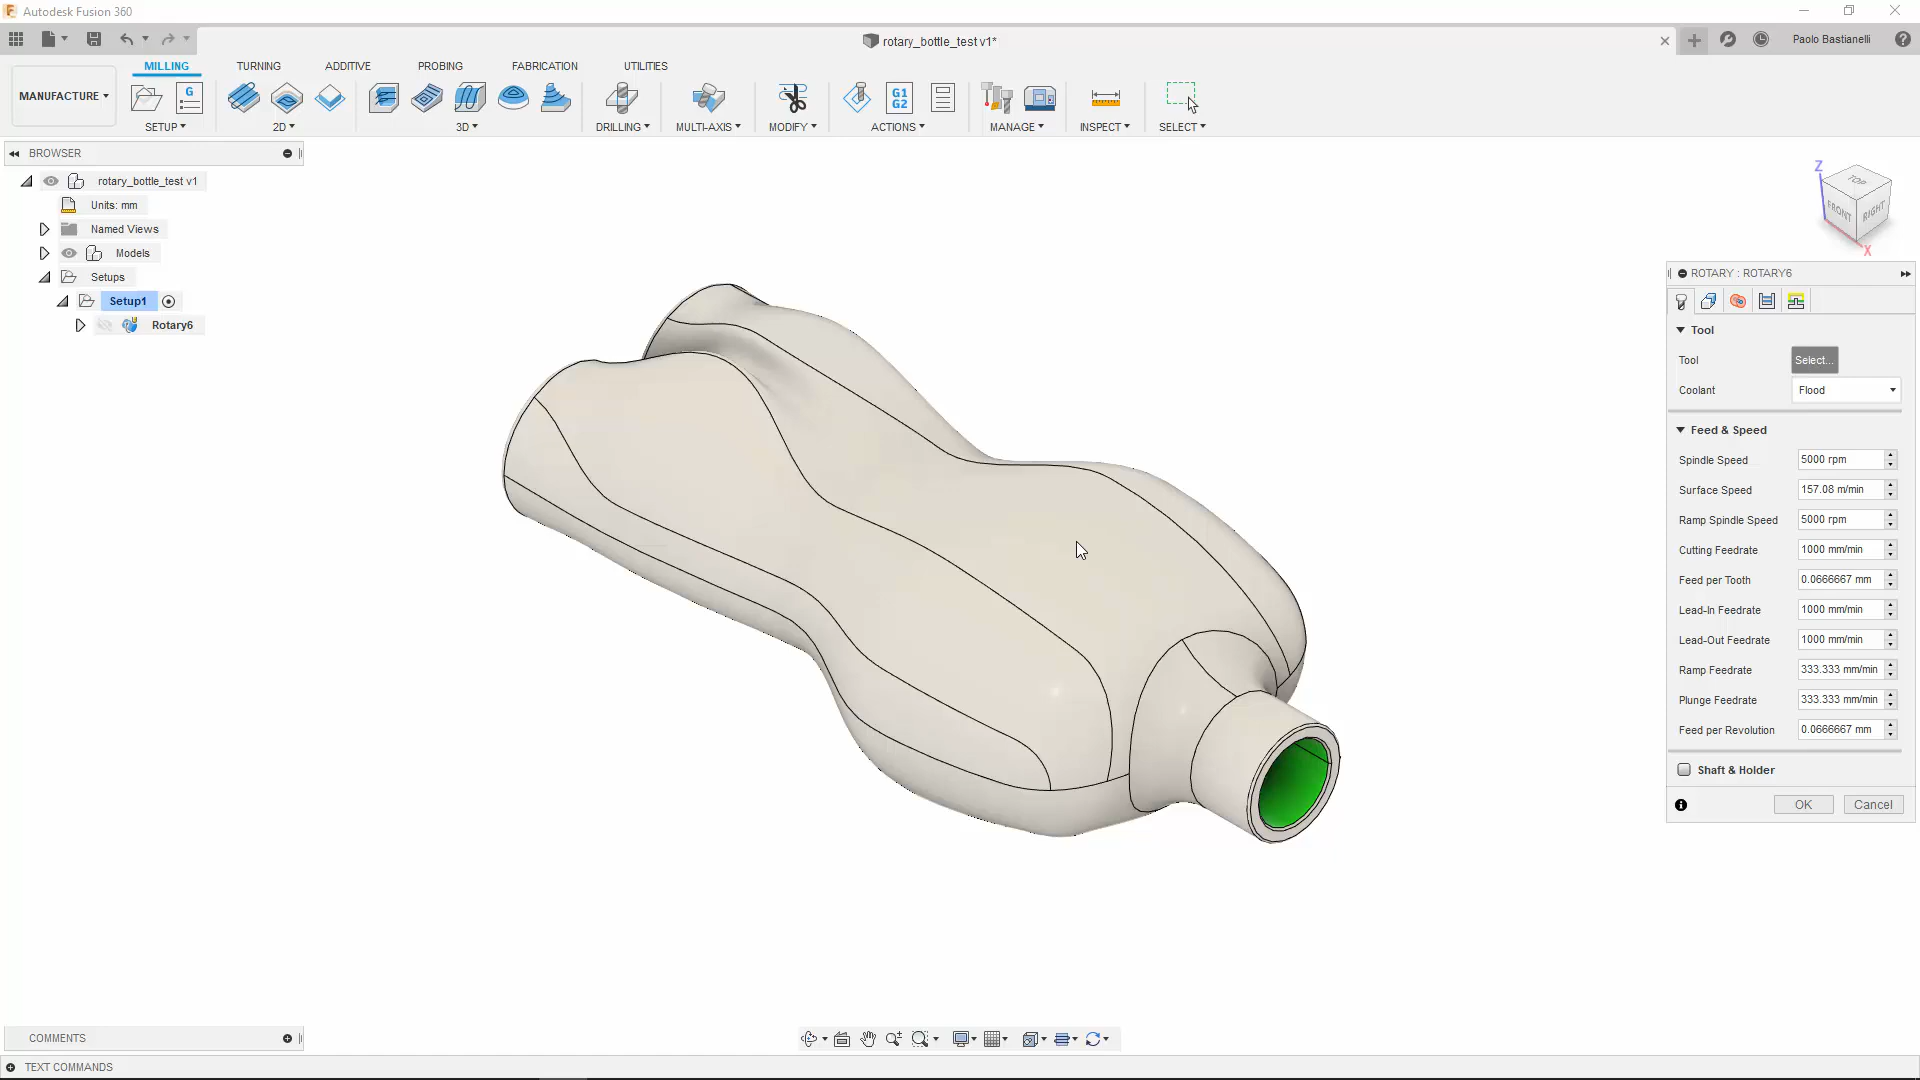 Autodesk Fusion 360
rotary_bottle_test v1*
Paolo Bastianelli
MILLING TURNING ADDITIVE PROBING FABRICATION UTILITIES
MANUFACTURE
G
G1
G2
SETUP 2D 3D DRILLING MULTI-AXIS MODIFY ACTIONS MANAGE INSPECT SELECT
BROWSER
rotary_bottle_test v1
Units: mm
Named Views
Models
Setups
Setup1
Rotary6
Z
TOP
FRONT RIGHT
X
ROTARY : ROTARY6
Tool
Tool Select...
Coolant Flood
Feed & Speed
Spindle Speed 5000 rpm
Surface Speed 157.08 m/min
Ramp Spindle Speed 5000 rpm
Cutting Feedrate 1000 mm/min
Feed per Tooth 0.0666667 mm
Lead-In Feedrate 1000 mm/min
Lead-Out Feedrate 1000 mm/min
Ramp Feedrate 333.333 mm/min
Plunge Feedrate 333.333 mm/min
Feed per Revolution 0.0666667 mm
Shaft & Holder
OK Cancel
COMMENTS
TEXT COMMANDS